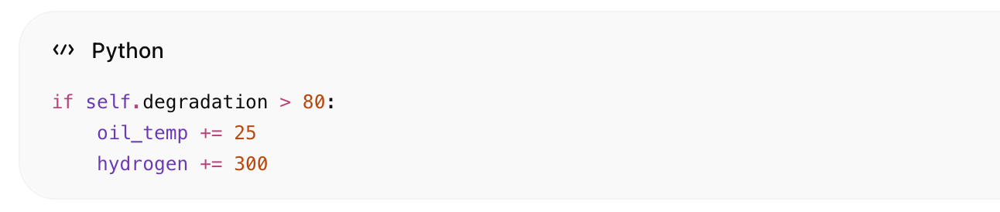 Python
if self.degradation > 80:
    oil_temp += 25
    hydrogen += 300